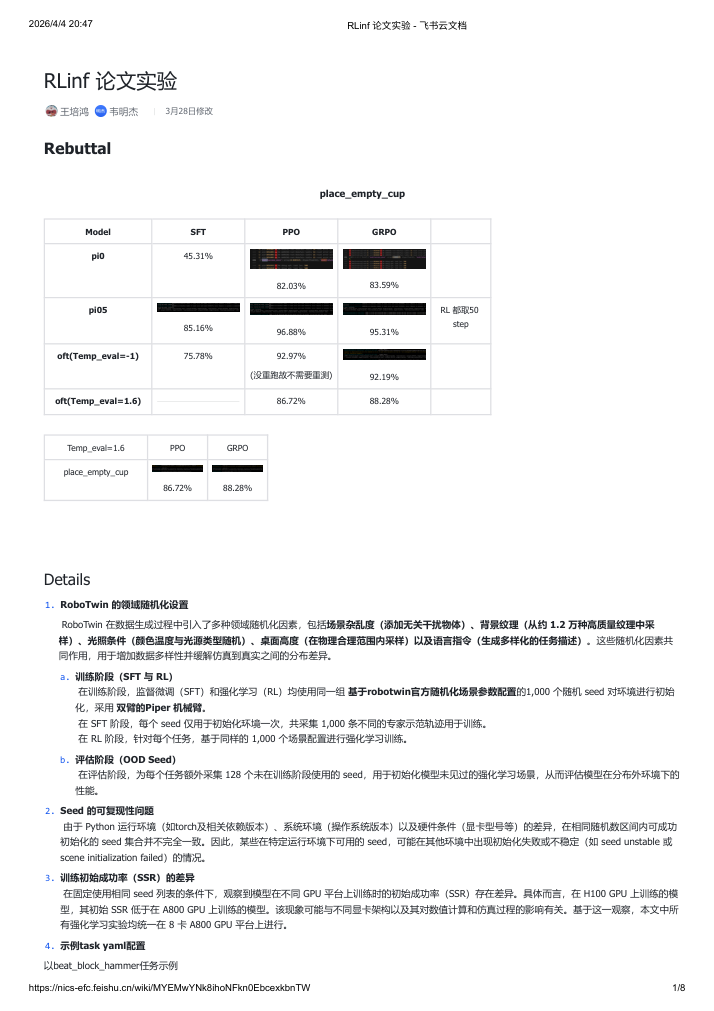 2026/4/4 20:47
RLinf 论文实验 - 飞书云文档
RLinf 论文实验
王培鸿 韦明杰 3月28日修改
Rebuttal
place_empty_cup
Model SFT PPO GRPO
pi0 45.31% 82.03% 83.59%
pi05 85.16% 96.88% 95.31% RL 都取50
step
oft(Temp_eval=-1) 75.78% 92.97% 92.19%
(没重跑故不需要重测)
oft(Temp_eval=1.6) 86.72% 88.28%
Temp_eval=1.6 PPO GRPO
place_empty_cup 86.72% 88.28%
Details
1. RoboTwin 的领域随机化设置
RoboTwin 在数据生成过程中引入了多种领域随机化因素，包括场景杂乱度（添加无关干扰物体）、背景纹理（从约 1.2 万种高质量纹理中采
样）、光照条件（颜色温度与光源类型随机）、桌面高度（在物理合理范围内采样）以及语言指令（生成多样化的任务描述）。这些随机化因素共
同作用，用于增加数据多样性并缓解仿真到真实之间的分布差异。
a. 训练阶段（SFT 与 RL）
在训练阶段，监督微调（SFT）和强化学习（RL）均使用同一组 基于robotwin官方随机化场景参数配置的1,000 个随机 seed 对环境进行初始
化，采用 双臂的Piper 机械臂。
在 SFT 阶段，每个 seed 仅用于初始化环境一次，共采集 1,000 条不同的专家示范轨迹用于训练。
在 RL 阶段，针对每个任务，基于同样的 1,000 个场景配置进行强化学习训练。
b. 评估阶段（OOD Seed）
在评估阶段，为每个任务额外采集 128 个未在训练阶段使用的 seed，用于初始化模型未见过的强化学习场景，从而评估模型在分布外环境下的
性能。
2. Seed 的可复现性问题
由于 Python 运行环境（如torch及相关依赖版本）、系统环境（操作系统版本）以及硬件条件（显卡型号等）的差异，在相同随机数区间内可成功
初始化的 seed 集合并不完全一致。因此，某些在特定运行环境下可用的 seed，可能在其他环境中出现初始化失败或不稳定（如 seed unstable 或
scene initialization failed）的情况。
3. 训练初始成功率（SSR）的差异
在固定使用相同 seed 列表的条件下，观察到模型在不同 GPU 平台上训练时的初始成功率（SSR）存在差异。具体而言，在 H100 GPU 上训练的模
型，其初始 SSR 低于在 A800 GPU 上训练的模型。该现象可能与不同显卡架构以及其对数值计算和仿真过程的影响有关。基于这一观察，本文中所
有强化学习实验均统一在 8 卡 A800 GPU 平台上进行。
4. 示例task yaml配置
以beat_block_hammer任务示例
https://nics-efc.feishu.cn/wiki/MYEMwYNk8ihoNFkn0EbcexkbnTW
1/8